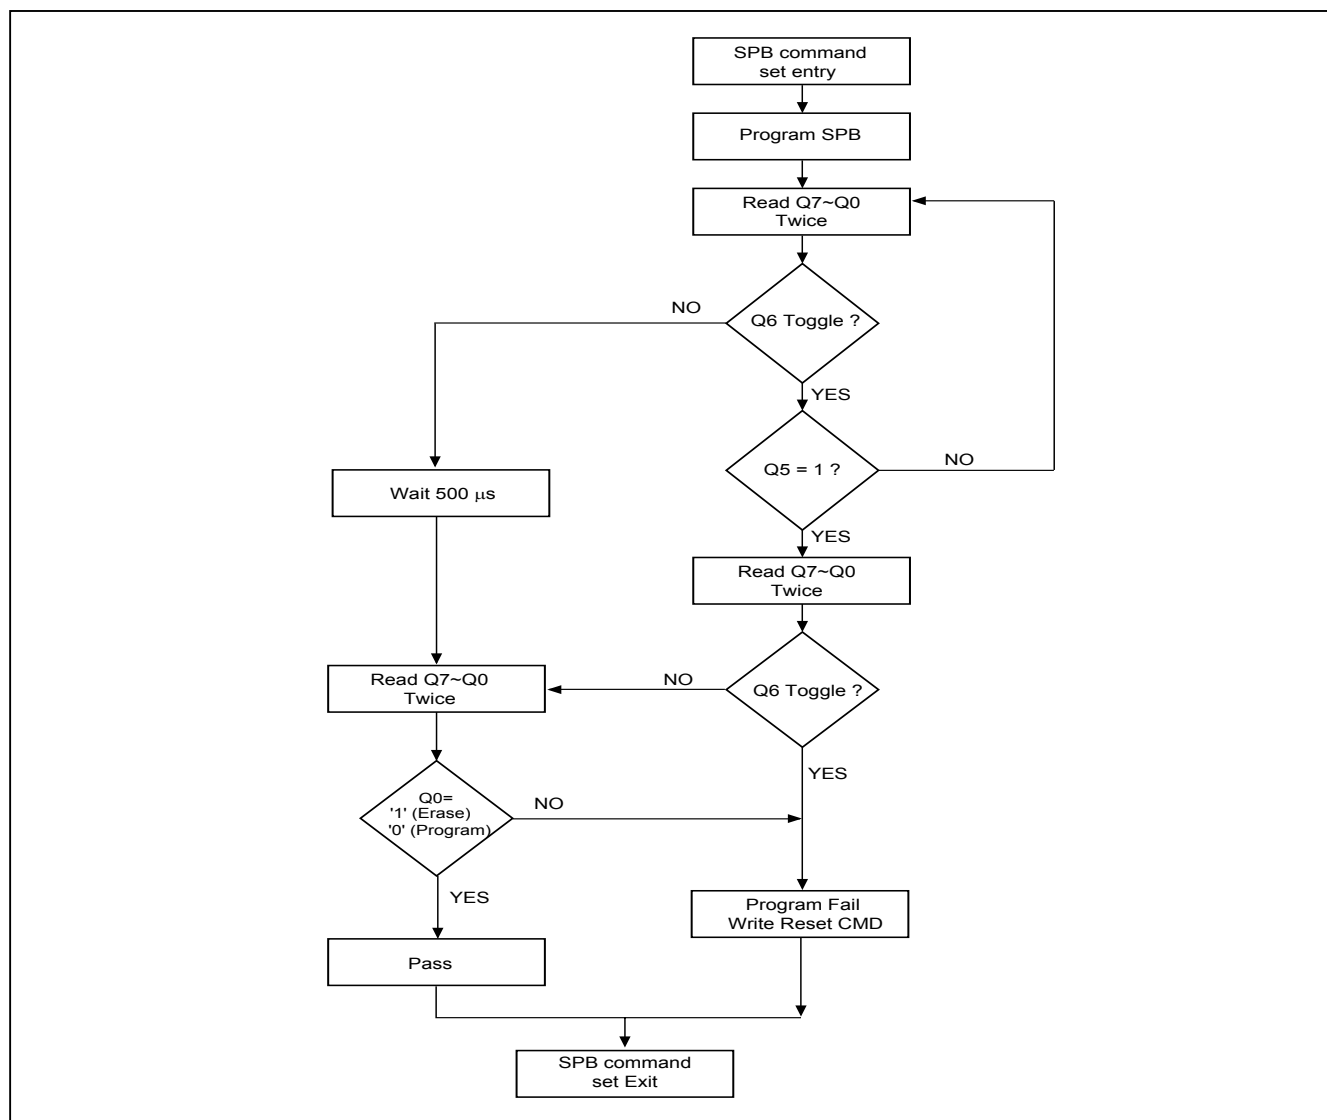 SPB command
set entry
Program SPB
Read Q7~Q0
Twice
NO
Q6 Toggle ?
YES
Q5 = 1 ?
NO
Wait 500 μs
YES
Read Q7~Q0
Twice
Read Q7~Q0
Twice
NO
Q6 Toggle ?
YES
Q0=
'1' (Erase)
'0' (Program)
NO
YES
Program Fail
Write Reset CMD
Pass
SPB command
set Exit